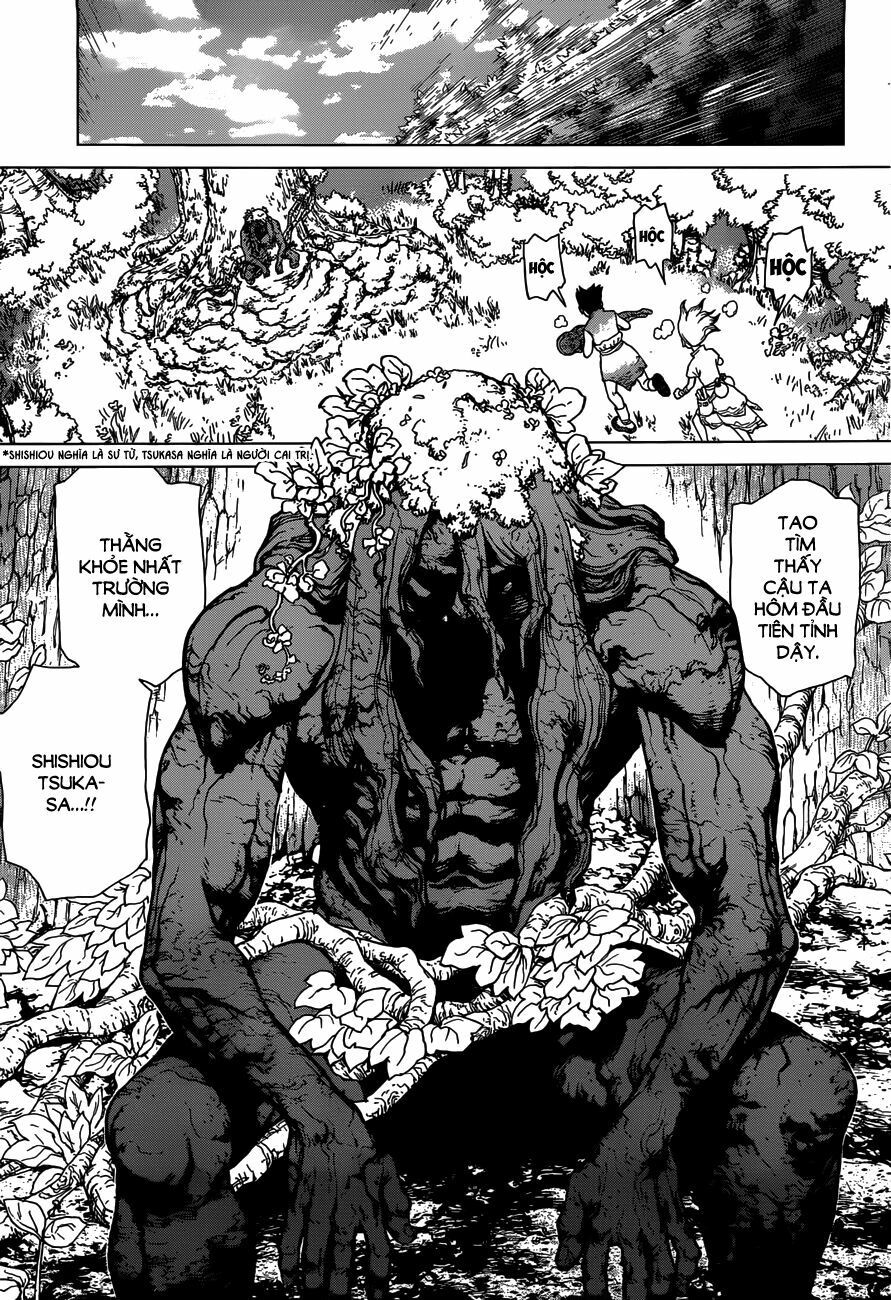 HỘC
HỘC
HỘC
*SHISHIOU NGHĨA LÀ SƯ TỬ, TSUKASA NGHĨA LÀ NGƯỜI CAI TRỊ.
TAO
TÌM
THẤY
CẬU TA
HÔM ĐẦU
TIÊN TỈNH
DẬY.
THẰNG
KHỎE NHẤT
TRƯỜNG
MÌNH...
SHISHIOU
TSUKA-
SA...!!